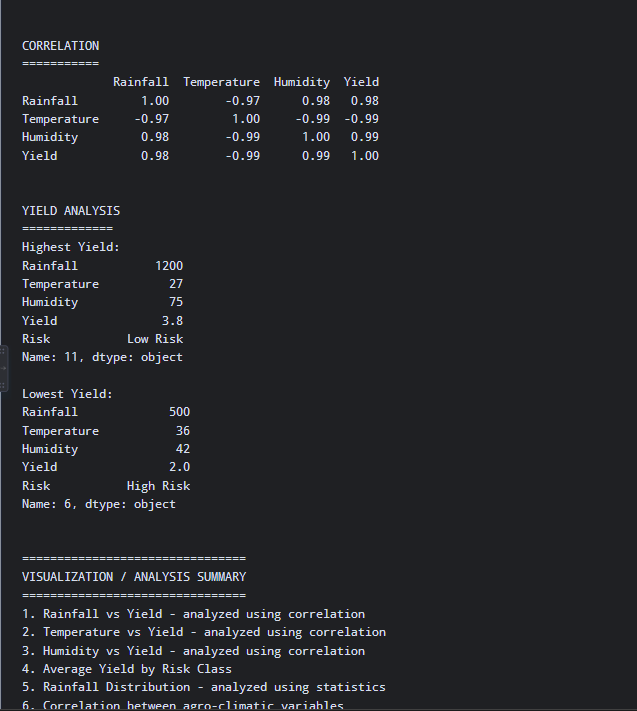 CORRELATION
===========
            Rainfall  Temperature  Humidity  Yield
Rainfall        1.00        -0.97      0.98   0.98
Temperature    -0.97         1.00     -0.99  -0.99
Humidity        0.98        -0.99      1.00   0.99
Yield           0.98        -0.99      0.99   1.00
YIELD ANALYSIS
=============
Highest Yield:
Rainfall           1200
Temperature          27
Humidity             75
Yield               3.8
Risk           Low Risk
Name: 11, dtype: object
Lowest Yield:
Rainfall             500
Temperature           36
Humidity              42
Yield                2.0
Risk           High Risk
Name: 6, dtype: object
================================
VISUALIZATION / ANALYSIS SUMMARY
================================
1. Rainfall vs Yield - analyzed using correlation
2. Temperature vs Yield - analyzed using correlation
3. Humidity vs Yield - analyzed using correlation
4. Average Yield by Risk Class
5. Rainfall Distribution - analyzed using statistics
6. Correlation between agro-climatic variables